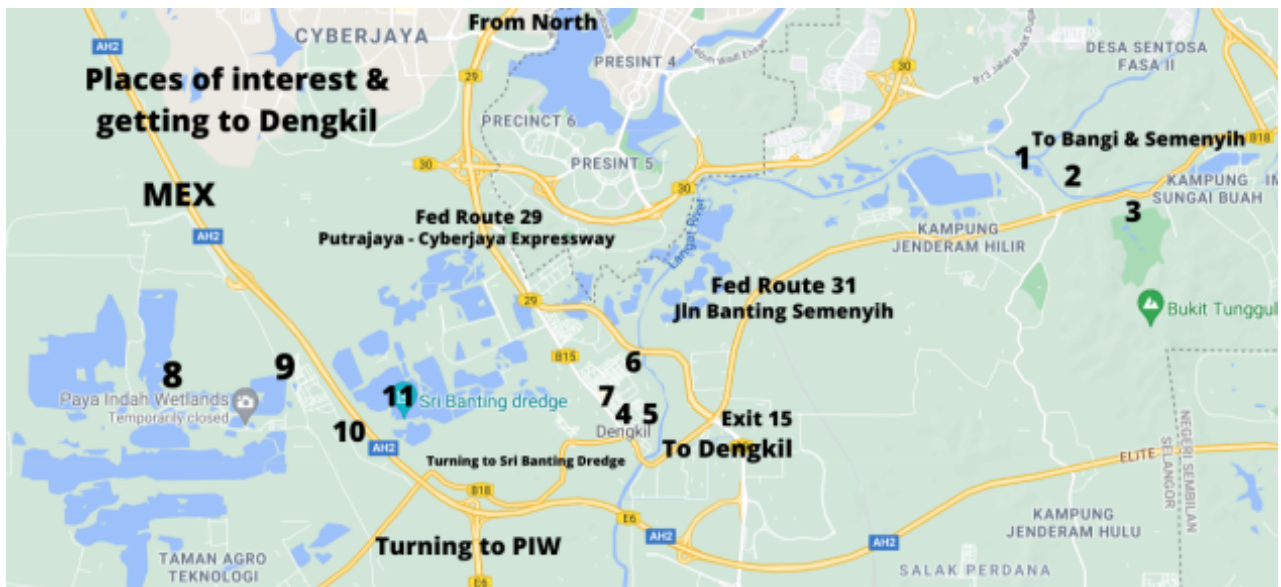 From North
CYBERJAYA
AH2
Places of interest &
getting to Dengkil
29
PRESINT 4
Lebuh Wadi Ehsan
30
DESA SENTOSA
FASA II
PRECINCT 6
PRESINT 5
30
30
1
To Bangi & Semenyih
B18
2
KAMPUNG
SUNGAI BUAH
3
MEX
AH2
Fed Route 29
Putrajaya - Cyberjaya Expressway
Langat River
KAMPUNG
JENDERAM HILIR
Fed Route 31
Jln Banting Semenyih
29
Bukit Tunggul
B15
6
8
9
Paya Indah Wetlands
Temporarily closed
11
Sri Banting dredge
7
4
5
Dengkil
Exit 15
To Dengkil
10
AH2
Turning to Sri Banting Dredge
B18
ELITE
NEGERI SEMBILAN
SELANGOR
E6
AH2
AH2
Turning to PIW
KAMPUNG
JENDERAM HULU
TAMAN AGRO
TEKNOLOGI
E6
SALAK PERDANA